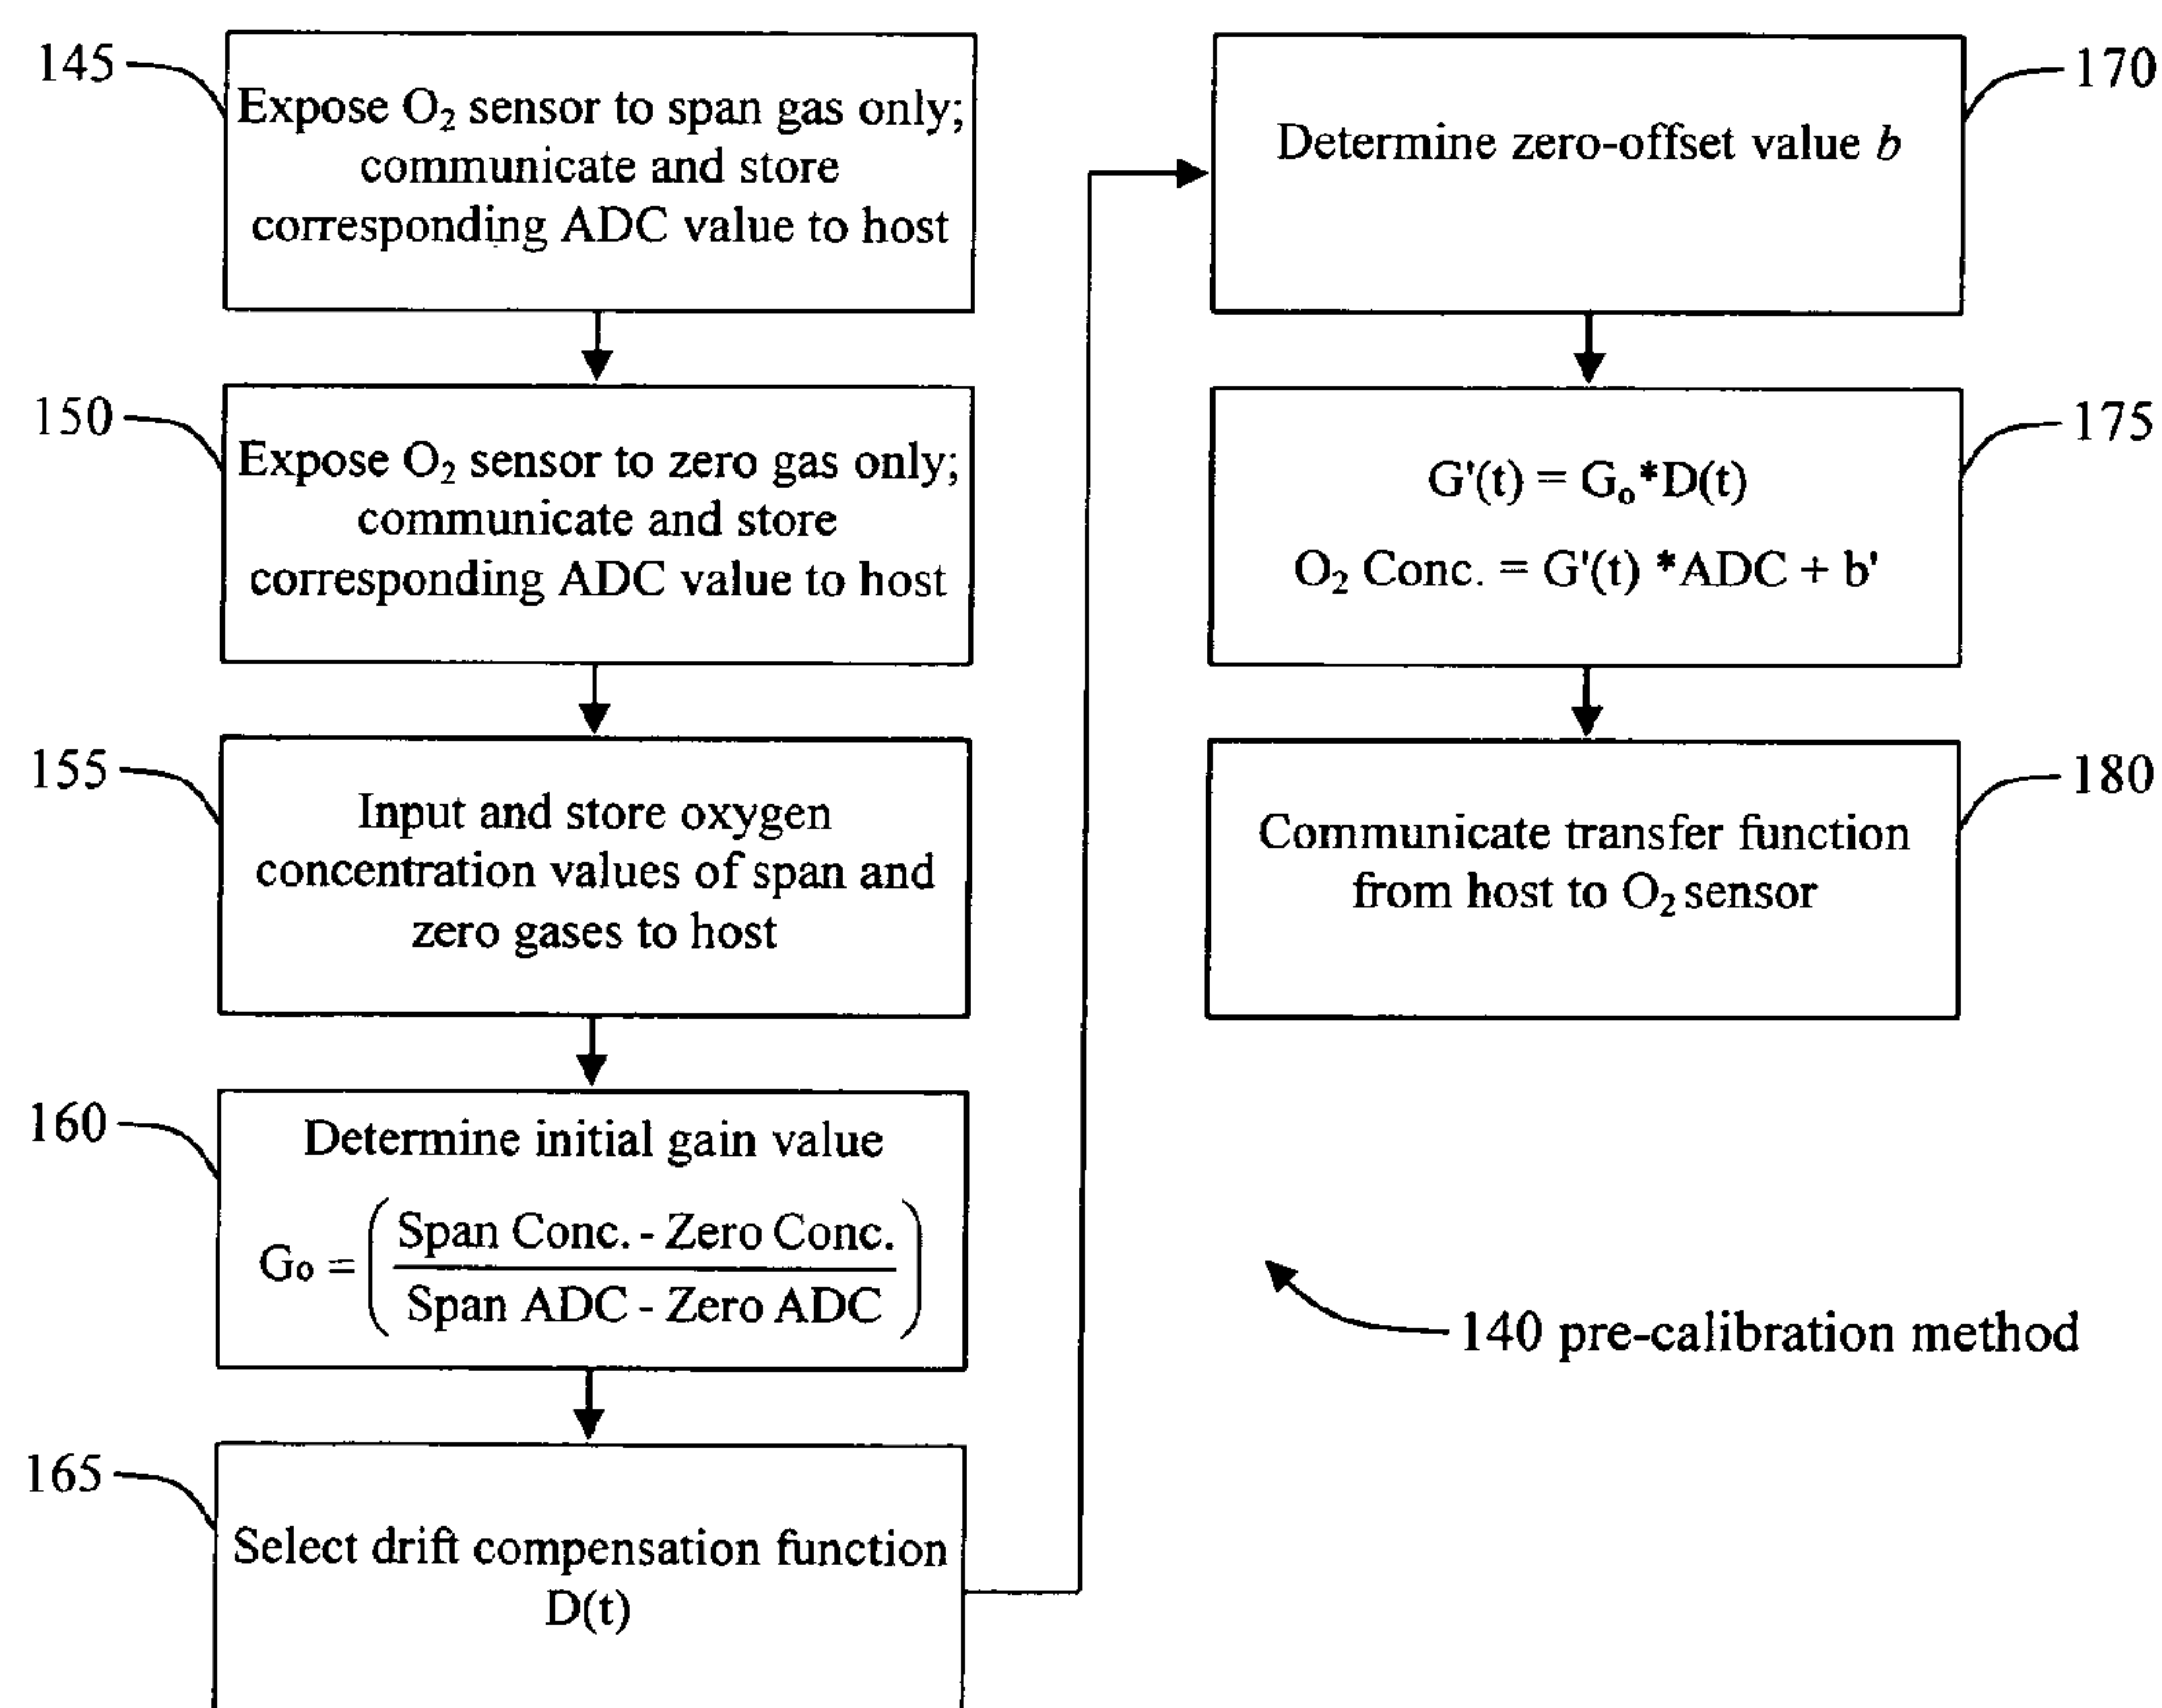 145
Expose O₂ sensor to span gas only;
communicate and store
corresponding ADC value to host
150
Expose O₂ sensor to zero gas only;
communicate and store
corresponding ADC value to host
155
Input and store oxygen
concentration values of span and
zero gases to host
160
Determine initial gain value
G₀ = (Span Conc. - Zero Conc. / Span ADC - Zero ADC)
165
Select drift compensation function
D(t)
170
Determine zero-offset value b
175
G'(t) = Gₒ*D(t)
O₂ Conc. = G'(t) *ADC + b'
180
Communicate transfer function
from host to O₂ sensor
140 pre-calibration method